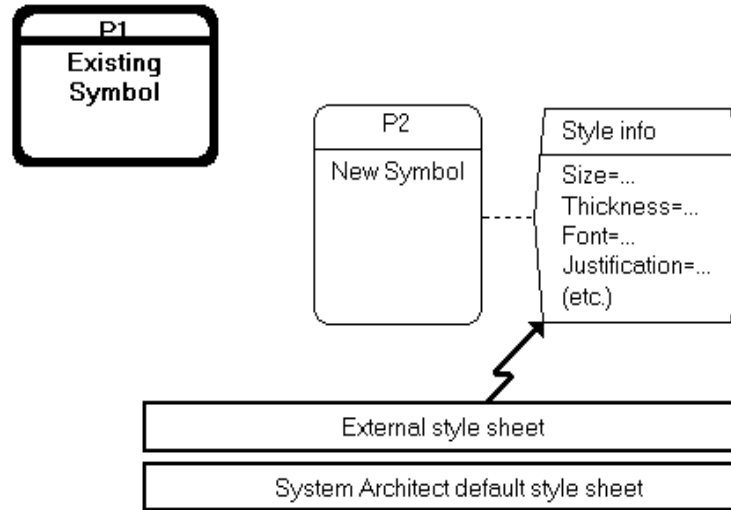 P1
Existing
Symbol
P2
New Symbol
Style info
Size=...
Thickness=...
Font=...
Justification=...
(etc.)
External style sheet
System Architect default style sheet